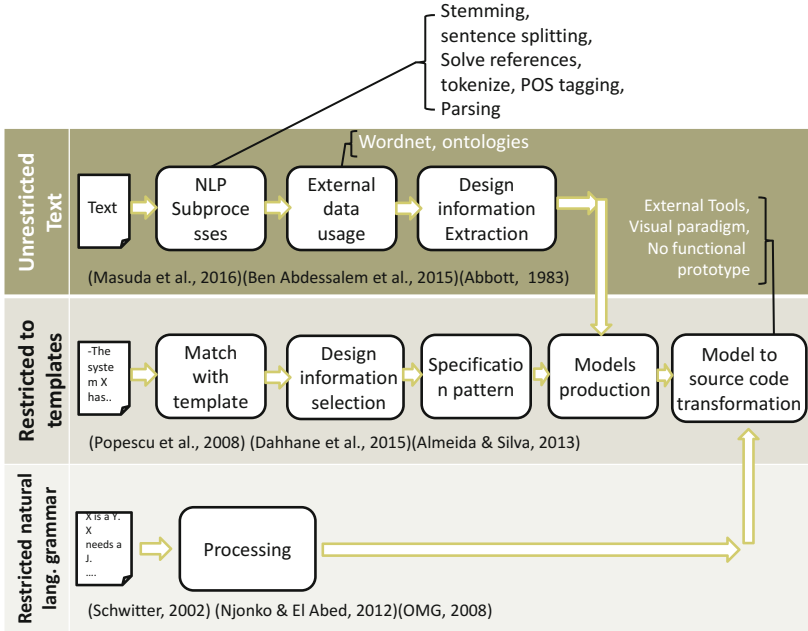 Stemming,
sentence splitting,
Solve references,
tokenize, POS tagging,
Parsing
Unrestricted
Text
Wordnet, ontologies
Text
NLP
Subproce
sses
External
data
usage
Design
information
Extraction
External Tools,
Visual paradigm,
No functional
prototype
(Masuda et al., 2016)(Ben Abdessalem et al., 2015)(Abbott, 1983)
Restricted to
templates
-The
syste
m X
has..
Match
with
template
Design
information
selection
Specificatio
n pattern
Models
production
Model to
source code
transformation
(Popescu et al., 2008) (Dahhane et al., 2015)(Almeida & Silva, 2013)
Restricted natural
lang. grammar
X is a Y.
X
needs a
J.
....
Processing
(Schwitter, 2002) (Njonko & El Abed, 2012)(OMG, 2008)